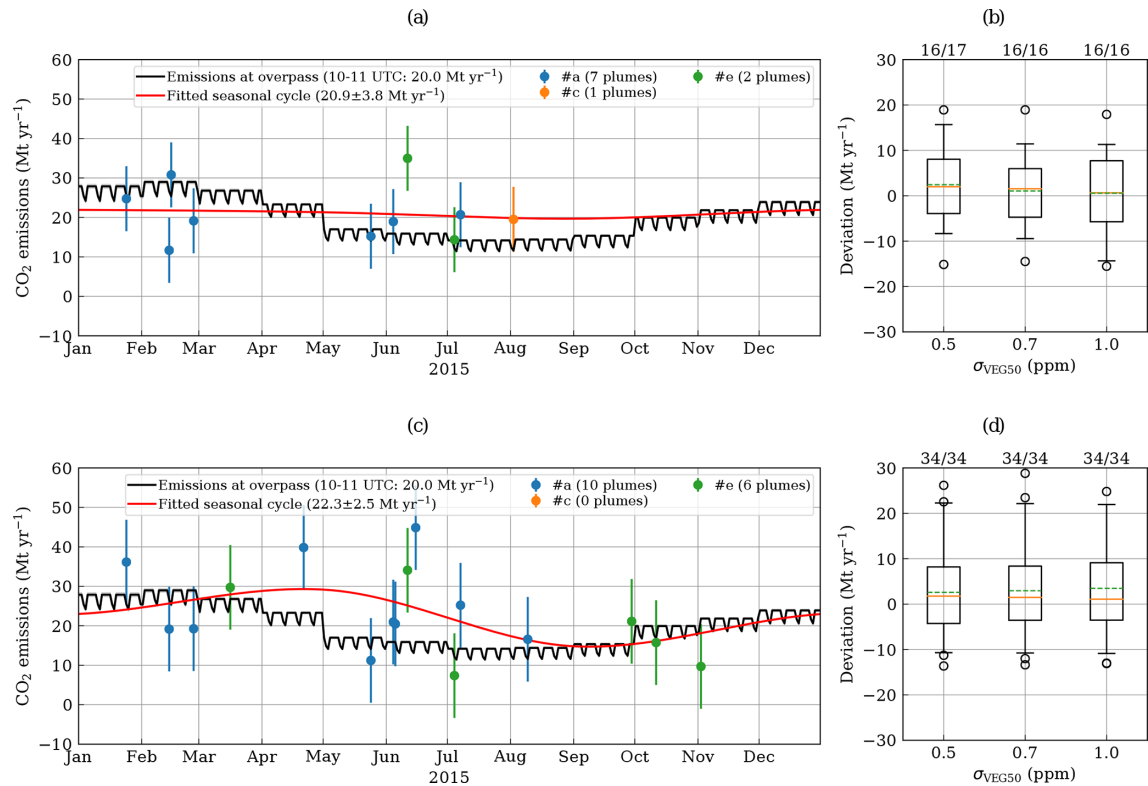 (a)
(b)
CO2 emissions (Mt yr−1)
60
50
40
30
20
10
0
−10
Emissions at overpass (10-11 UTC: 20.0 Mt yr−1)
Fitted seasonal cycle (20.9±3.8 Mt yr−1)
#a (7 plumes)
#c (1 plumes)
#e (2 plumes)
Jan Feb Mar Apr May Jun Jul Aug Sep Oct Nov Dec
2015
16/17 16/16 16/16
Deviation (Mt yr−1)
30
20
10
0
−10
−20
−30
0.5 0.7 1.0
σVEG50 (ppm)
(c)
(d)
CO2 emissions (Mt yr−1)
60
50
40
30
20
10
0
−10
Emissions at overpass (10-11 UTC: 20.0 Mt yr−1)
Fitted seasonal cycle (22.3±2.5 Mt yr−1)
#a (10 plumes)
#c (0 plumes)
#e (6 plumes)
Jan Feb Mar Apr May Jun Jul Aug Sep Oct Nov Dec
2015
34/34 34/34 34/34
Deviation (Mt yr−1)
30
20
10
0
−10
−20
−30
0.5 0.7 1.0
σVEG50 (ppm)